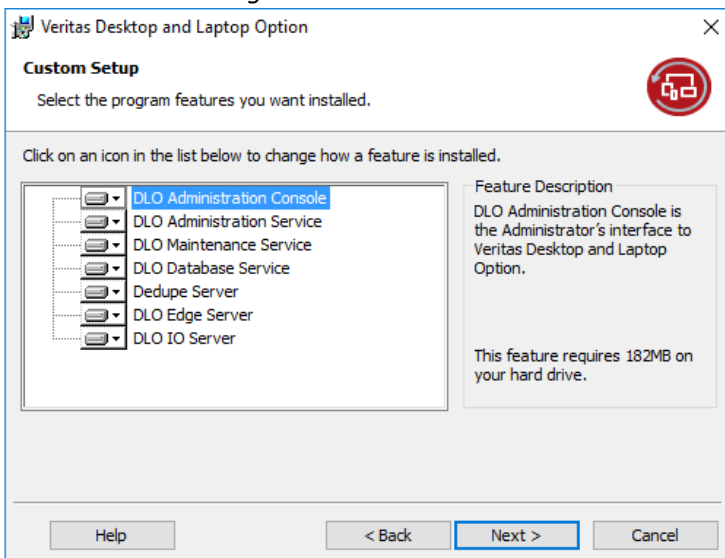 Veritas Desktop and Laptop Option
Custom Setup
Select the program features you want installed.
Click on an icon in the list below to change how a feature is installed.
DLO Administration Console
DLO Administration Service
DLO Maintenance Service
DLO Database Service
Dedupe Server
DLO Edge Server
DLO IO Server
Feature Description
DLO Administration Console is
the Administrator's interface to
Veritas Desktop and Laptop
Option.
This feature requires 182MB on
your hard drive.
Help
< Back
Next >
Cancel